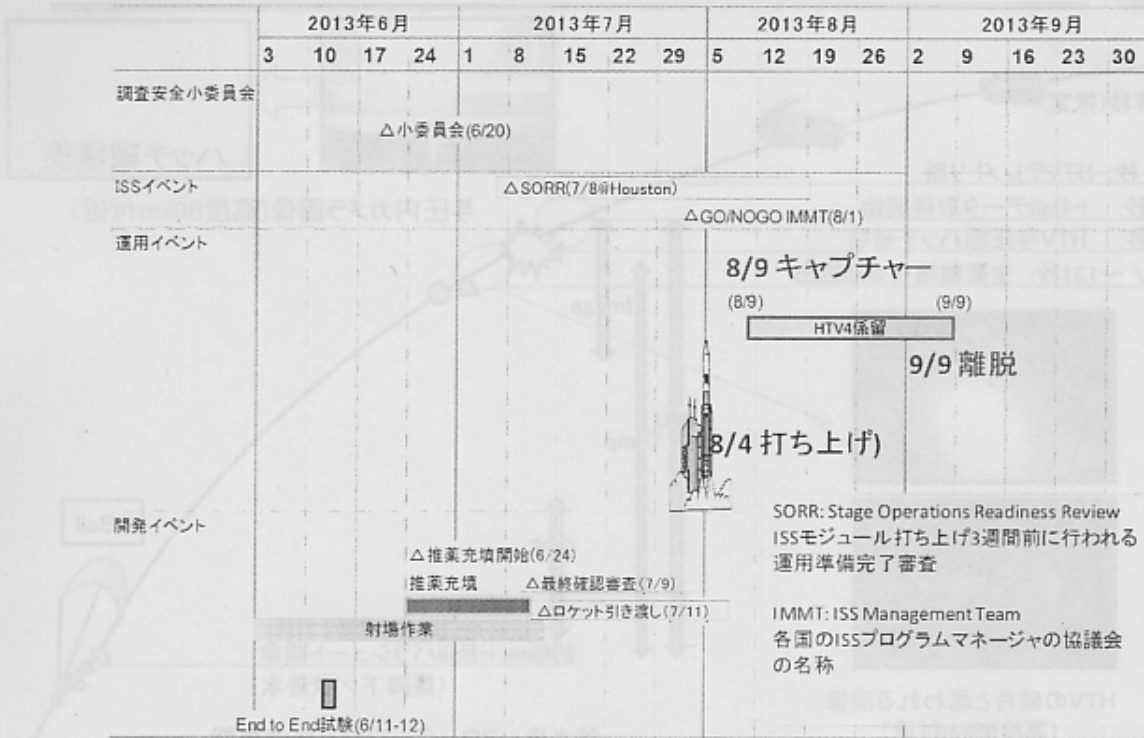 2013年6月 2013年7月 2013年8月 2013年9月
3 10 17 24 1 8 15 22 29 5 12 19 26 2 9 16 23 30
調査安全小委員会
△小委員会(6/20)
ISSイベント
△SORR(7/8@Houston)
△GO/NOGO IMMT(8/1)
運用イベント
8/9 キャプチャー
(8/9) (9/9)
HTV4係留
9/9 離脱
8/4 打ち上げ)
開発イベント
SORR: Stage Operations Readiness Review
ISSモジュール打ち上げ3週間前に行われる
運用準備完了審査
△推薬充填開始(6/24)
推薬充填 △最終確認審査(7/9)
△ロケット引き渡し(7/11)
射場作業
IMMT: ISS Management Team
各国のISSプログラムマネージャの協議会
の名称
End to End試験(6/11-12)